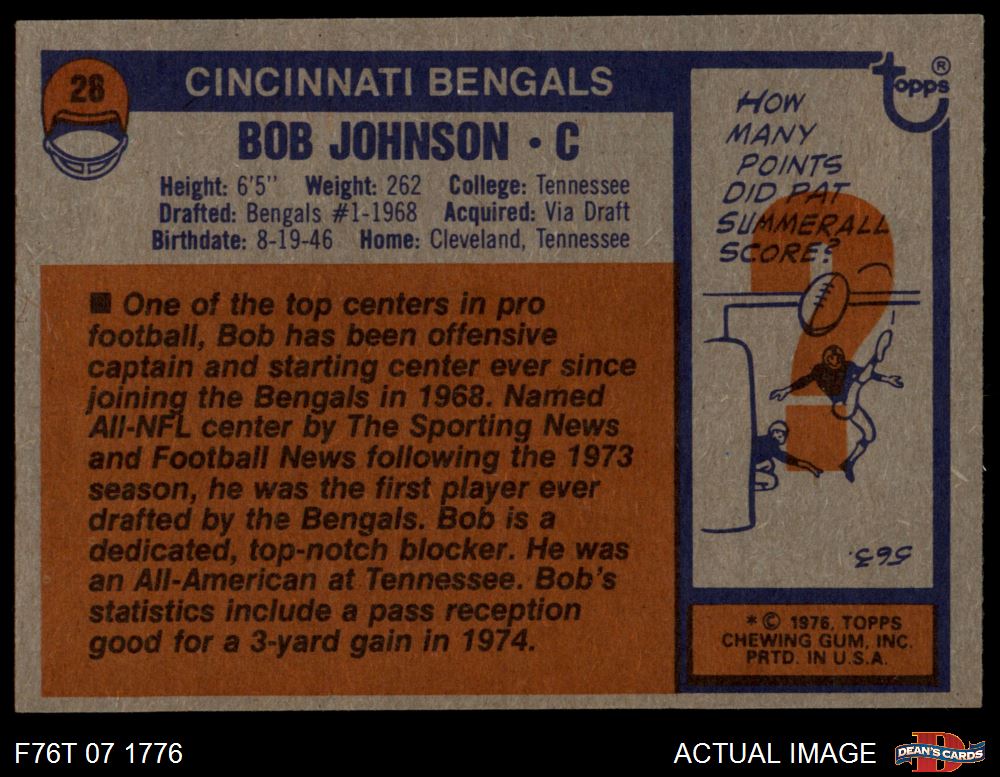 28
CINCINNATI BENGALS
BOB JOHNSON · C
Height: 6'5" Weight: 262 College: Tennessee
Drafted: Bengals #1-1968 Acquired: Via Draft
Birthdate: 8-19-46 Home: Cleveland, Tennessee
■ One of the top centers in pro
football, Bob has been offensive
captain and starting center ever since
joining the Bengals in 1968. Named
All-NFL center by The Sporting News
and Football News following the 1973
season, he was the first player ever
drafted by the Bengals. Bob is a
dedicated, top-notch blocker. He was
an All-American at Tennessee. Bob's
statistics include a pass reception
good for a 3-yard gain in 1974.
topps ®
HOW
MANY
POINTS
DID PAT
SUMMERALL
SCORE?
563.
* © 1976, TOPPS
CHEWING GUM, INC.
PRTD. IN U.S.A.
F76T 07 1776
ACTUAL IMAGE
D
DEAN'S CARDS